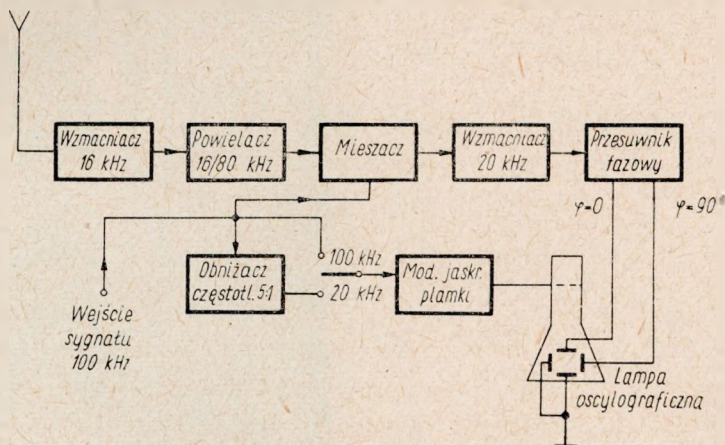 Wzmacniacz
16 kHz
Powielacz
16/80 kHz
Mieszacz
Wzmacniacz
20 kHz
Przesuwnik
fazowy
φ=0
φ=90°
Obniżacz
częstotl. 5:1
100 kHz
20 kHz
Mod. jaskr.
plamki
Wejście
sygnału
100 kHz
Lampa
oscylograficzna